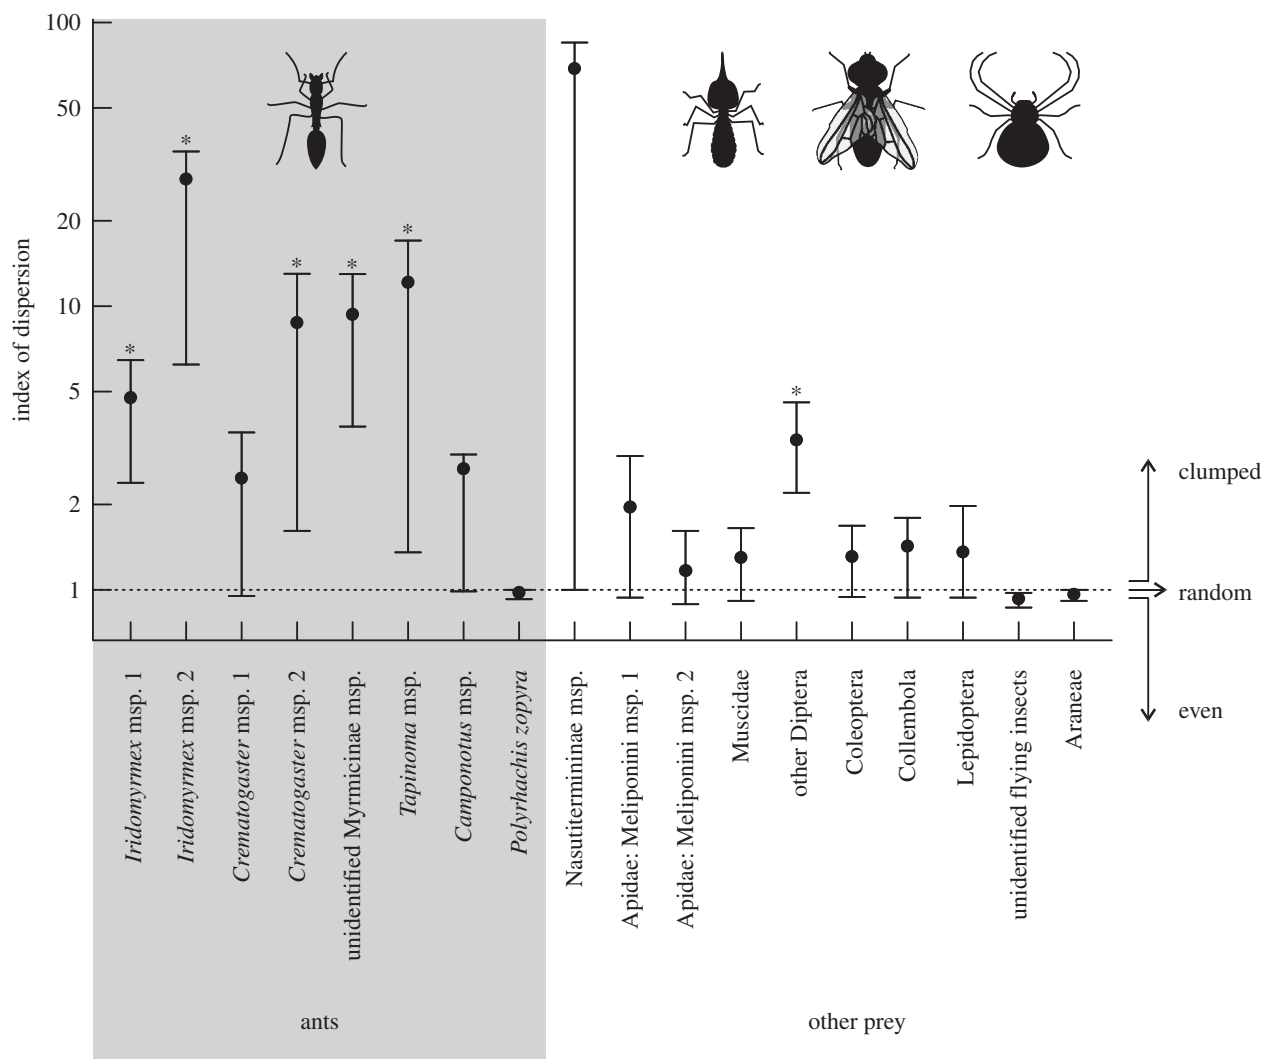 index of dispersion
100
50
20
10
5
2
1
*
*
*
*
*
*
clumped
random
even
Iridomyrmex msp. 1
Iridomyrmex msp. 2
Crematogaster msp. 1
Crematogaster msp. 2
unidentified Myrmicinae msp.
Tapinoma msp.
Camponotus msp.
Polyrhachis zopyra
Nasutitermininae msp.
Apidae: Meliponini msp. 1
Apidae: Meliponini msp. 2
Muscidae
other Diptera
Coleoptera
Collembola
Lepidoptera
unidentified flying insects
Araneae
ants
other prey